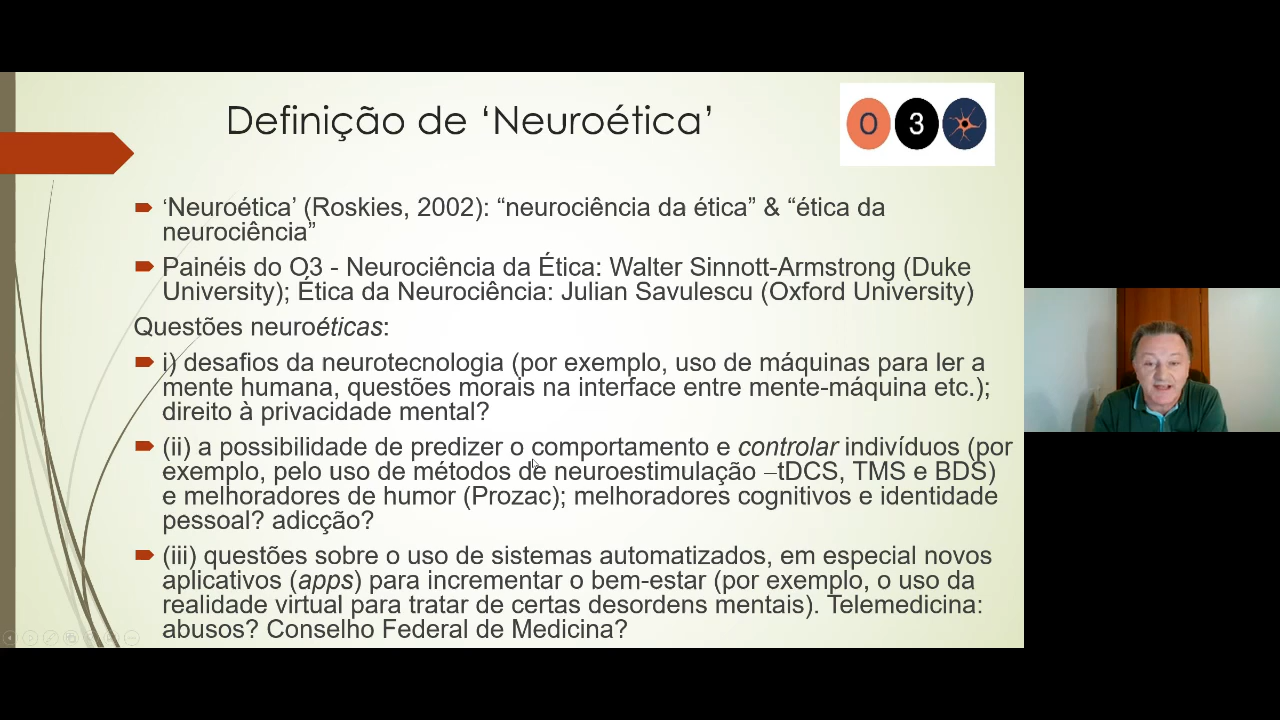 Definição de ‘Neuroética’
O 3
‘Neuroética’ (Roskies, 2002): “neurociência da ética” & “ética da
neurociência”
Painéis do O3 - Neurociência da Ética: Walter Sinnott-Armstrong (Duke
University); Ética da Neurociência: Julian Savulescu (Oxford University)
Questões neuroéticas:
i) desafios da neurotecnologia (por exemplo, uso de máquinas para ler a
mente humana, questões morais na interface entre mente-máquina etc.);
direito à privacidade mental?
(ii) a possibilidade de predizer o comportamento e controlar indivíduos (por
exemplo, pelo uso de métodos de neuroestimulação –tDCS, TMS e BDS)
e melhoradores de humor (Prozac); melhoradores cognitivos e identidade
pessoal? adicção?
(iii) questões sobre o uso de sistemas automatizados, em especial novos
aplicativos (apps) para incrementar o bem-estar (por exemplo, o uso da
realidade virtual para tratar de certas desordens mentais). Telemedicina:
abusos? Conselho Federal de Medicina?